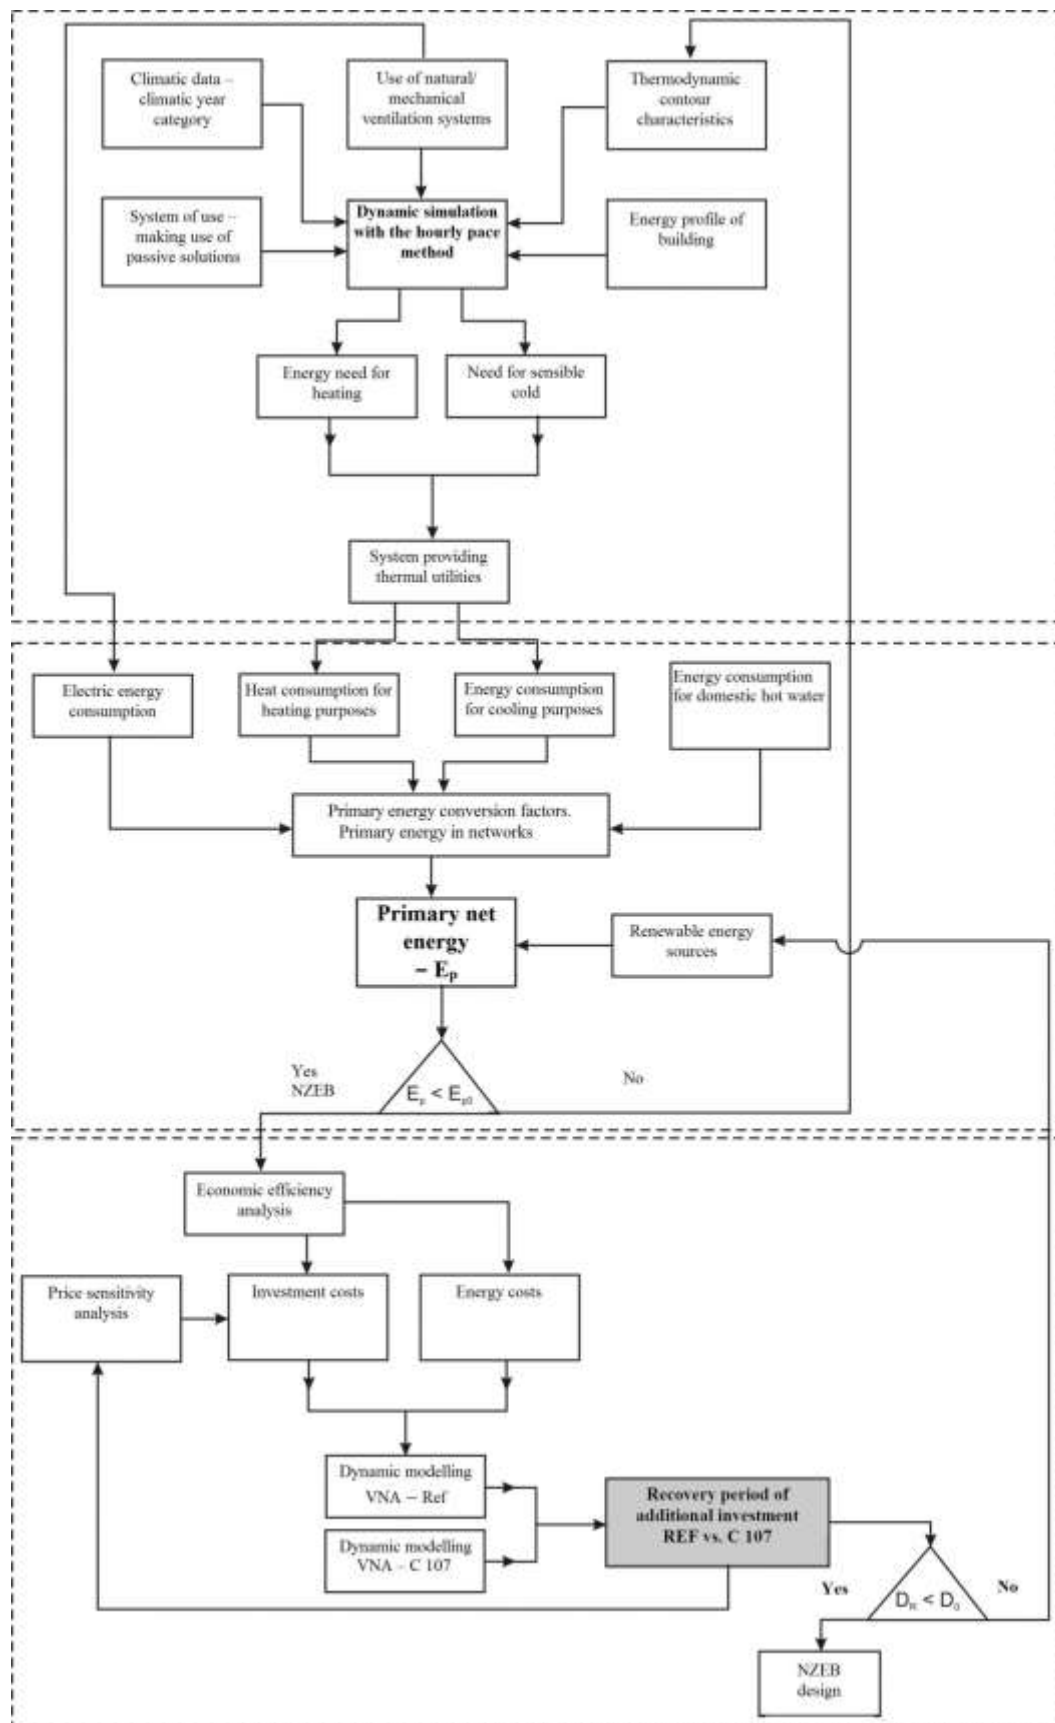 Climatic data –
climatic year
category
Use of natural/
mechanical
ventilation systems
Thermodynamic
contour
characteristics
System of use –
making use of
passive solutions
Dynamic simulation
with the hourly pace
method
Energy profile of
building
Energy need for
heating
Need for sensible
cold
System providing
thermal utilities
Electric energy
consumption
Heat consumption for
heating purposes
Energy consumption
for cooling purposes
Energy consumption
for domestic hot water
Primary energy conversion factors.
Primary energy in networks
Primary net
energy
– Eₚ
Renewable energy
sources
Yes
NZEB
E_p < E_p0
No
Economic efficiency
analysis
Price sensitivity
analysis
Investment costs
Energy costs
Dynamic modelling
VNA – Ref
Dynamic modelling
VNA – C 107
Recovery period of
additional investment
REF vs. C 107
Yes
D_R < D_0
No
NZEB
design